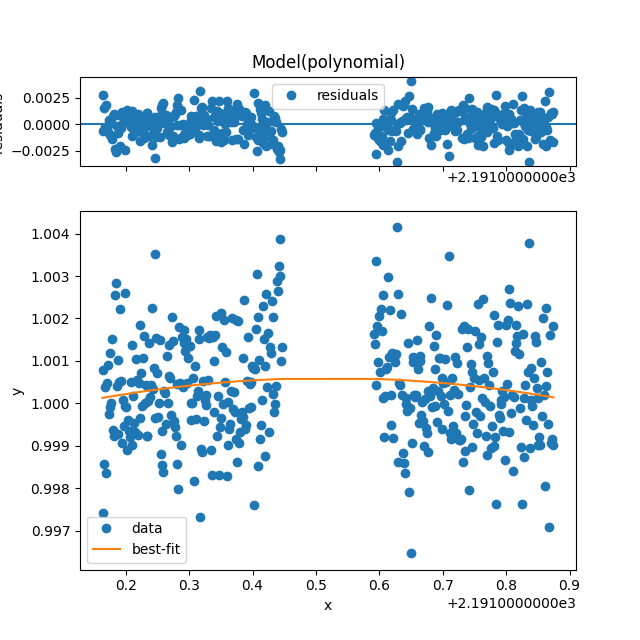 Model(polynomial)
residuals
0.0025
0.0000
−0.0025
residuals
+2.1910000000e3
1.004
1.003
1.002
1.001
1.000
0.999
0.998
0.997
y
data
best-fit
0.2 0.3 0.4 0.5 0.6 0.7 0.8 0.9
x
+2.1910000000e3